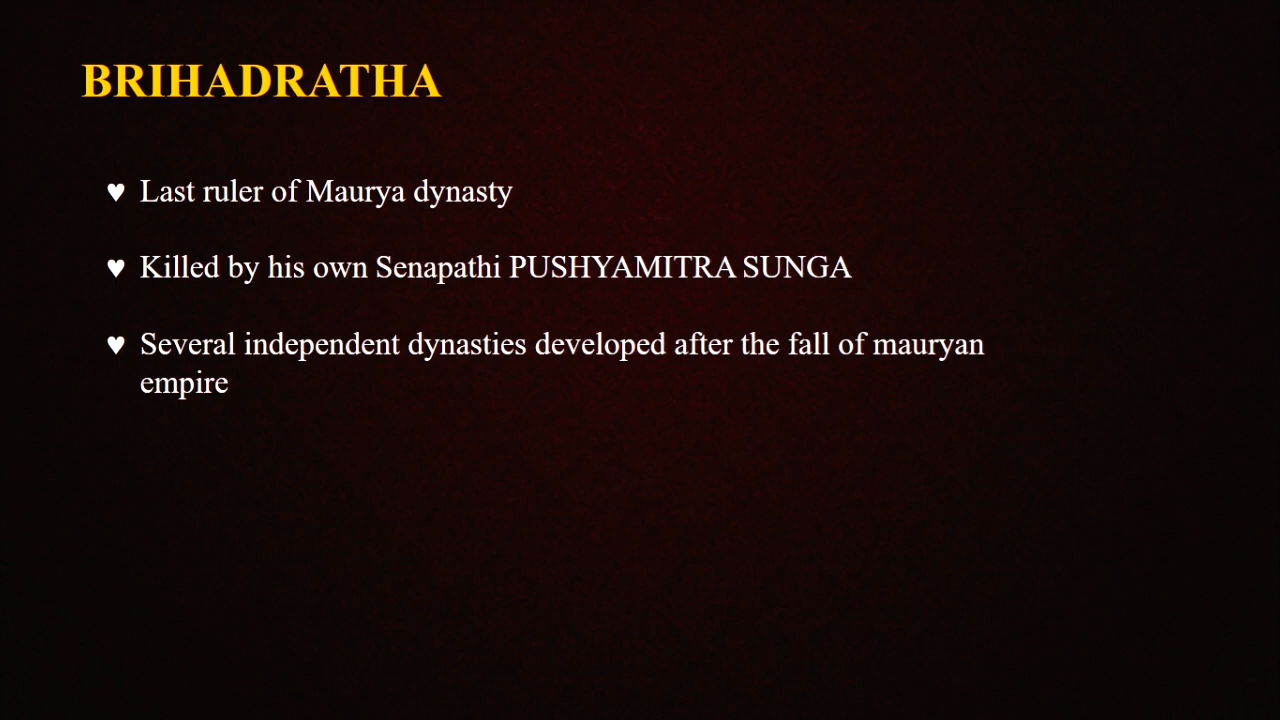 BRIHADRATHA
♥ Last ruler of Maurya dynasty
♥ Killed by his own Senapathi PUSHYAMITRA SUNGA
♥ Several independent dynasties developed after the fall of mauryan
empire